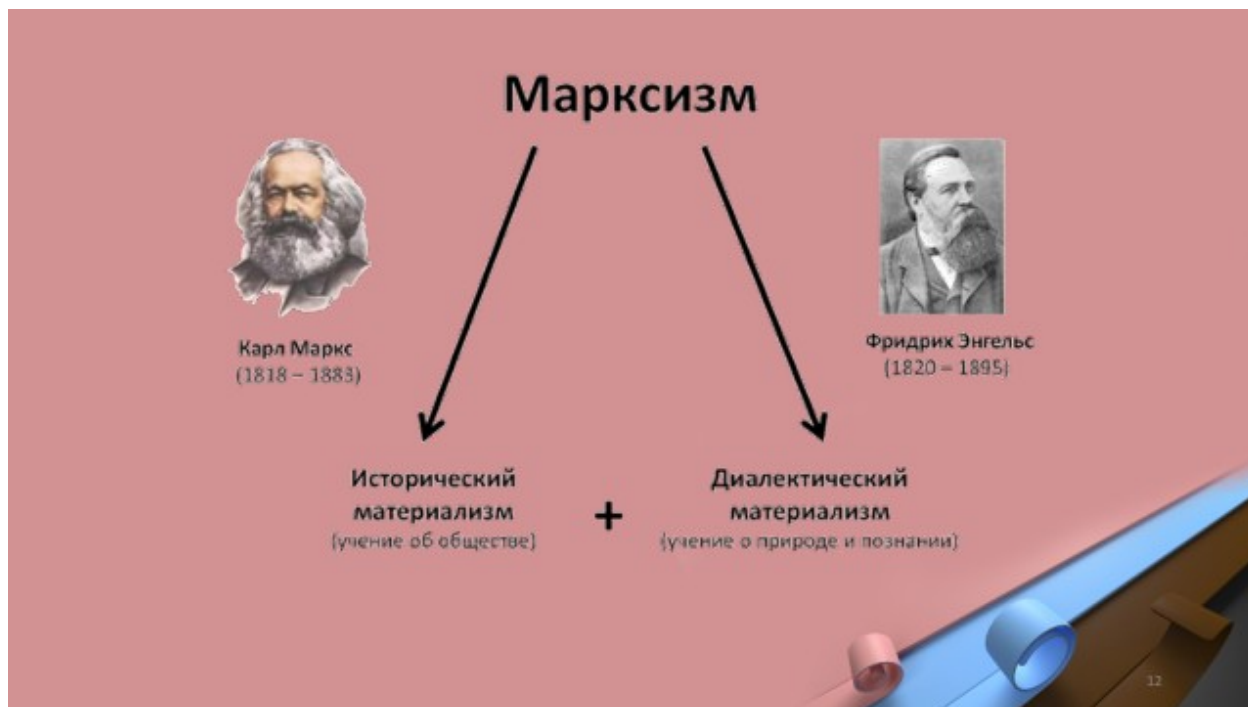 Марксизм
Карл Маркс
(1818 – 1883)
Фридрих Энгельс
(1820 – 1895)
Исторический
материализм
(учение об обществе)
+
Диалектический
материализм
(учение о природе и познании)
12